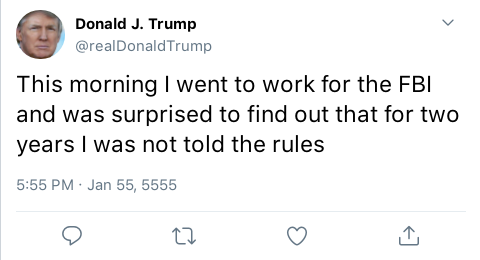 Donald J. Trump
@realDonaldTrump
This morning I went to work for the FBI
and was surprised to find out that for two
years I was not told the rules
5:55 PM · Jan 55, 5555